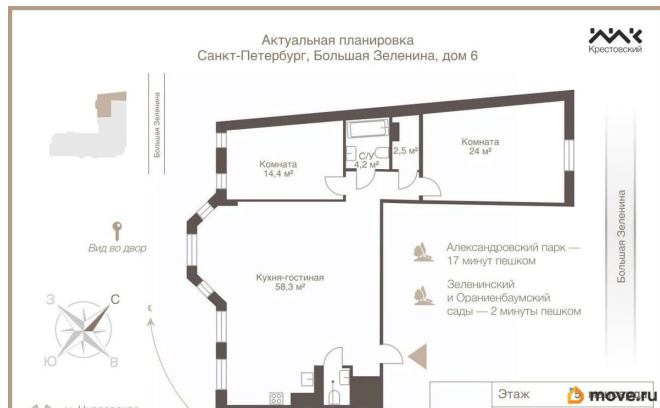 Актуальная планировка
Санкт-Петербург, Большая Зеленина, дом 6
Крестовский
Большая Зеленина
Комната
14,4 м²
С/У
4,2 м²
2,5 м²
Комната
24 м²
Вид во двор
Кухня-гостиная
58,3 м²
Александровский парк —
17 минут пешком
Зеленинский
и Ораниенбаумский
сады — 2 минуты пешком
Большая Зеленина
З
С
Ю
В
Этаж
5
move.ru